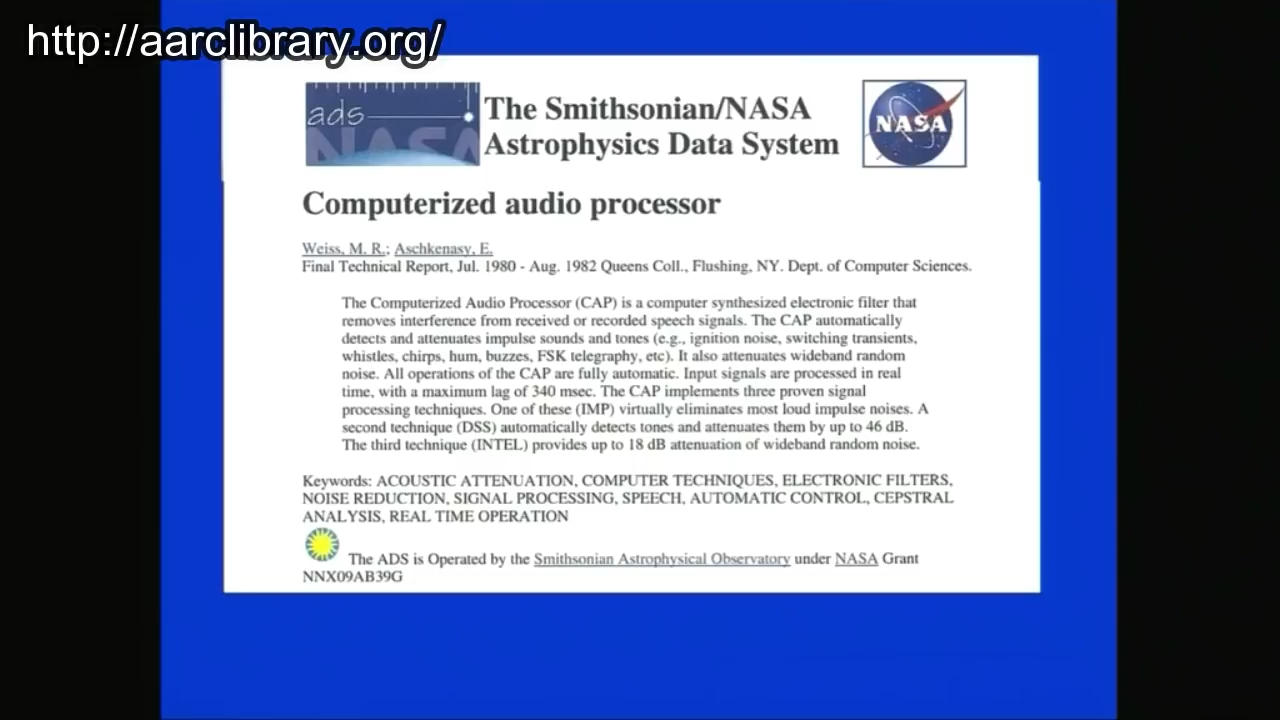 http://aarclibrary.org/
ads
NASA
The Smithsonian/NASA
Astrophysics Data System
NASA
Computerized audio processor
Weiss, M. R.; Aschkenasy, E.
Final Technical Report, Jul. 1980 - Aug. 1982 Queens Coll., Flushing, NY. Dept. of Computer Sciences.
The Computerized Audio Processor (CAP) is a computer synthesized electronic filter that
removes interference from received or recorded speech signals. The CAP automatically
detects and attenuates impulse sounds and tones (e.g., ignition noise, switching transients,
whistles, chirps, hum, buzzes, FSK telegraphy, etc). It also attenuates wideband random
noise. All operations of the CAP are fully automatic. Input signals are processed in real
time, with a maximum lag of 340 msec. The CAP implements three proven signal
processing techniques. One of these (IMP) virtually eliminates most loud impulse noises. A
second technique (DSS) automatically detects tones and attenuates them by up to 46 dB.
The third technique (INTEL) provides up to 18 dB attenuation of wideband random noise.
Keywords: ACOUSTIC ATTENUATION, COMPUTER TECHNIQUES, ELECTRONIC FILTERS,
NOISE REDUCTION, SIGNAL PROCESSING, SPEECH, AUTOMATIC CONTROL, CEPSTRAL
ANALYSIS, REAL TIME OPERATION
The ADS is Operated by the Smithsonian Astrophysical Observatory under NASA Grant
NNX09AB39G